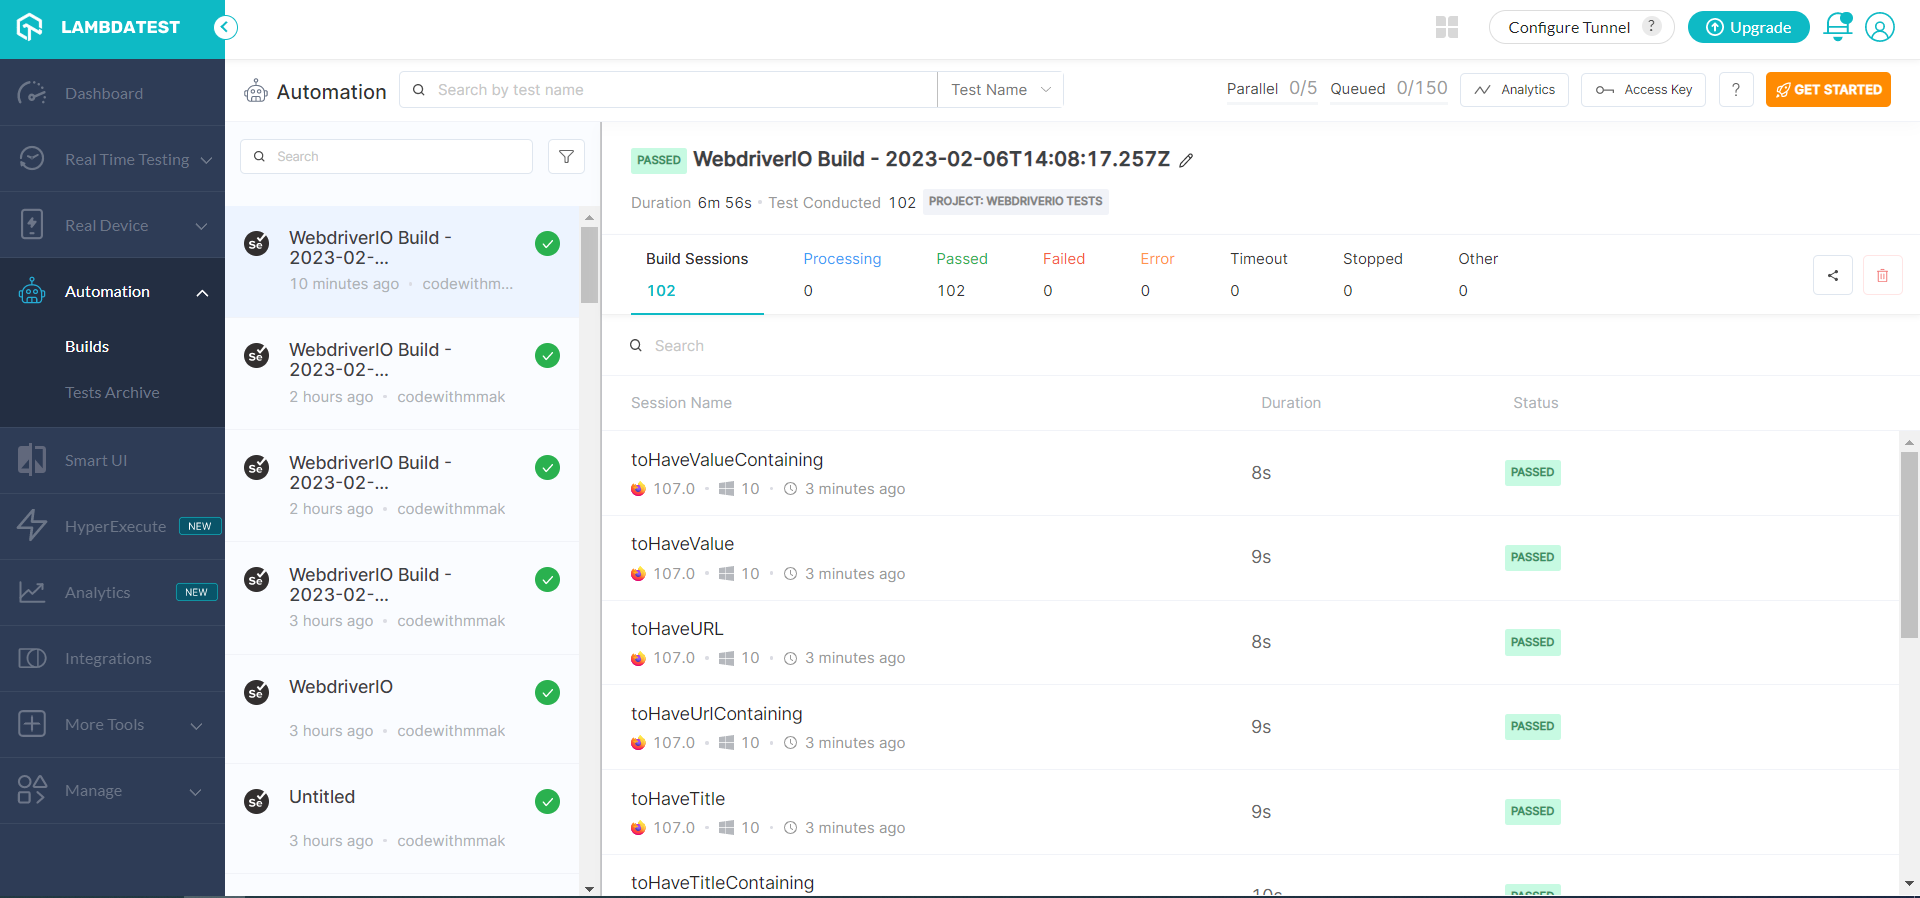 LAMBDATEST
Configure Tunnel ?
Upgrade
Dashboard
Real Time Testing
Real Device
Automation
Builds
Tests Archive
Smart UI
HyperExecute NEW
Analytics NEW
Integrations
More Tools
Manage
Automation
Search by test name
Test Name
Parallel 0/5 Queued 0/150
Analytics
Access Key
?
GET STARTED
Search
WebdriverIO Build -
2023-02-...
10 minutes ago • codewithm...
WebdriverIO Build -
2023-02-...
2 hours ago • codewithmmak
WebdriverIO Build -
2023-02-...
2 hours ago • codewithmmak
WebdriverIO Build -
2023-02-...
3 hours ago • codewithmmak
WebdriverIO
3 hours ago • codewithmmak
Untitled
3 hours ago • codewithmmak
PASSED WebdriverIO Build - 2023-02-06T14:08:17.257Z
Duration 6m 56s • Test Conducted 102 PROJECT: WEBDRIVERIO TESTS
Build Sessions Processing Passed Failed Error Timeout Stopped Other
102 0 102 0 0 0 0 0
Search
Session Name Duration Status
toHaveValueContaining 8s PASSED
107.0 • 10 • 3 minutes ago
toHaveValue 9s PASSED
107.0 • 10 • 3 minutes ago
toHaveURL 8s PASSED
107.0 • 10 • 3 minutes ago
toHaveUrlContaining 9s PASSED
107.0 • 10 • 3 minutes ago
toHaveTitle 9s PASSED
107.0 • 10 • 3 minutes ago
toHaveTitleContaining 10s PASSED